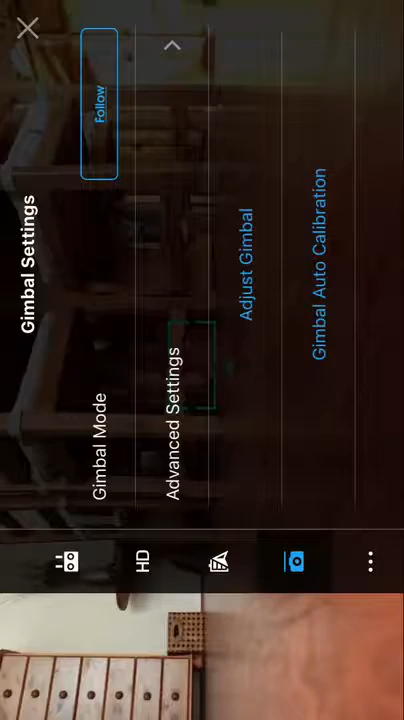 Gimbal Settings
Gimbal Mode
Follow
Advanced Settings
Adjust Gimbal
Gimbal Auto Calibration
HD